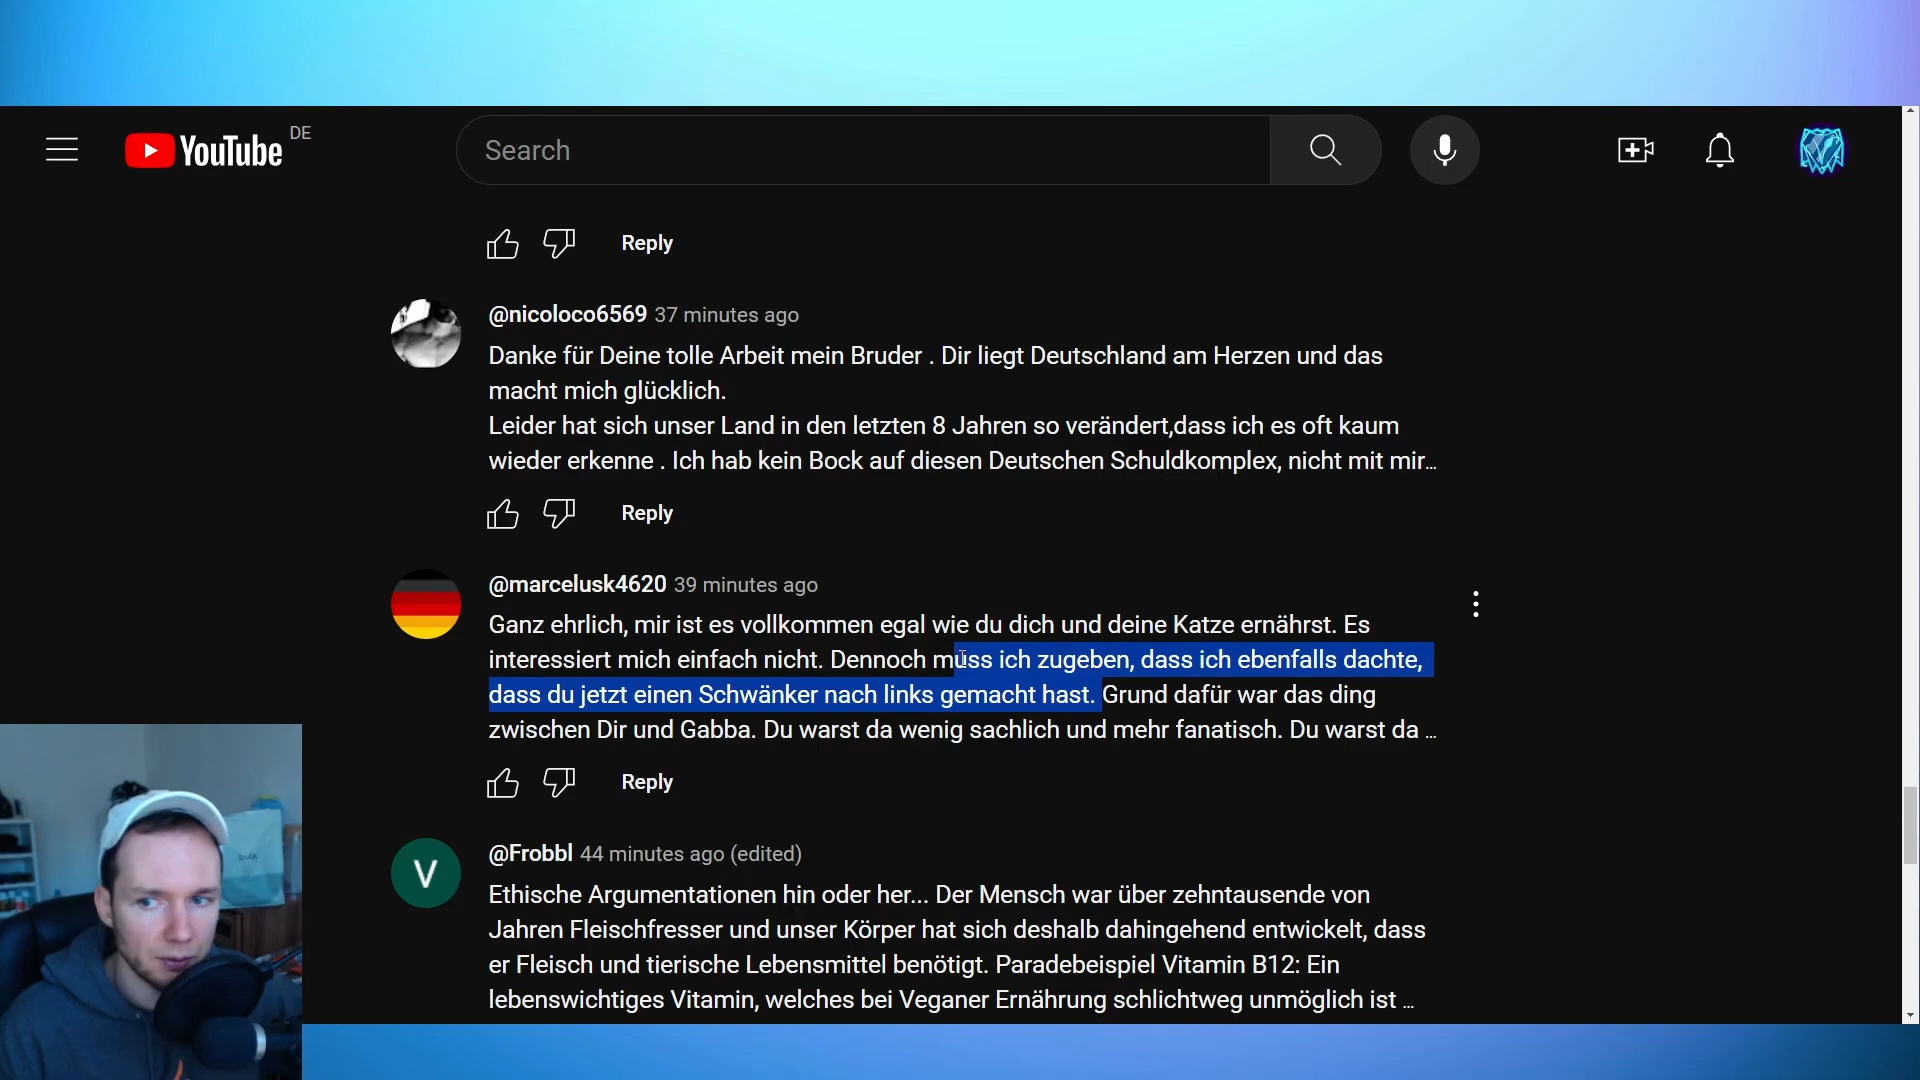 YouTube DE
Search
Reply
@nicoloco6569 37 minutes ago
Danke für Deine tolle Arbeit mein Bruder . Dir liegt Deutschland am Herzen und das
macht mich glücklich.
Leider hat sich unser Land in den letzten 8 Jahren so verändert,dass ich es oft kaum
wieder erkenne . Ich hab kein Bock auf diesen Deutschen Schuldkomplex, nicht mit mir...
Reply
@marcelusk4620 39 minutes ago
Ganz ehrlich, mir ist es vollkommen egal wie du dich und deine Katze ernährst. Es
interessiert mich einfach nicht. Dennoch muss ich zugeben, dass ich ebenfalls dachte,
dass du jetzt einen Schwänker nach links gemacht hast. Grund dafür war das ding
zwischen Dir und Gabba. Du warst da wenig sachlich und mehr fanatisch. Du warst da ...
Reply
V
@Frobbl 44 minutes ago (edited)
Ethische Argumentationen hin oder her... Der Mensch war über zehntausende von
Jahren Fleischfresser und unser Körper hat sich deshalb dahingehend entwickelt, dass
er Fleisch und tierische Lebensmittel benötigt. Paradebeispiel Vitamin B12: Ein
lebenswichtiges Vitamin, welches bei Veganer Ernährung schlichtweg unmöglich ist ...
bulk